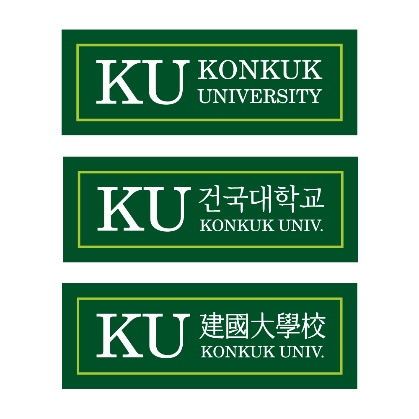 KU KONKUK
UNIVERSITY
KU 건국대학교
KONKUK UNIV.
KU 建國大學校
KONKUK UNIV.